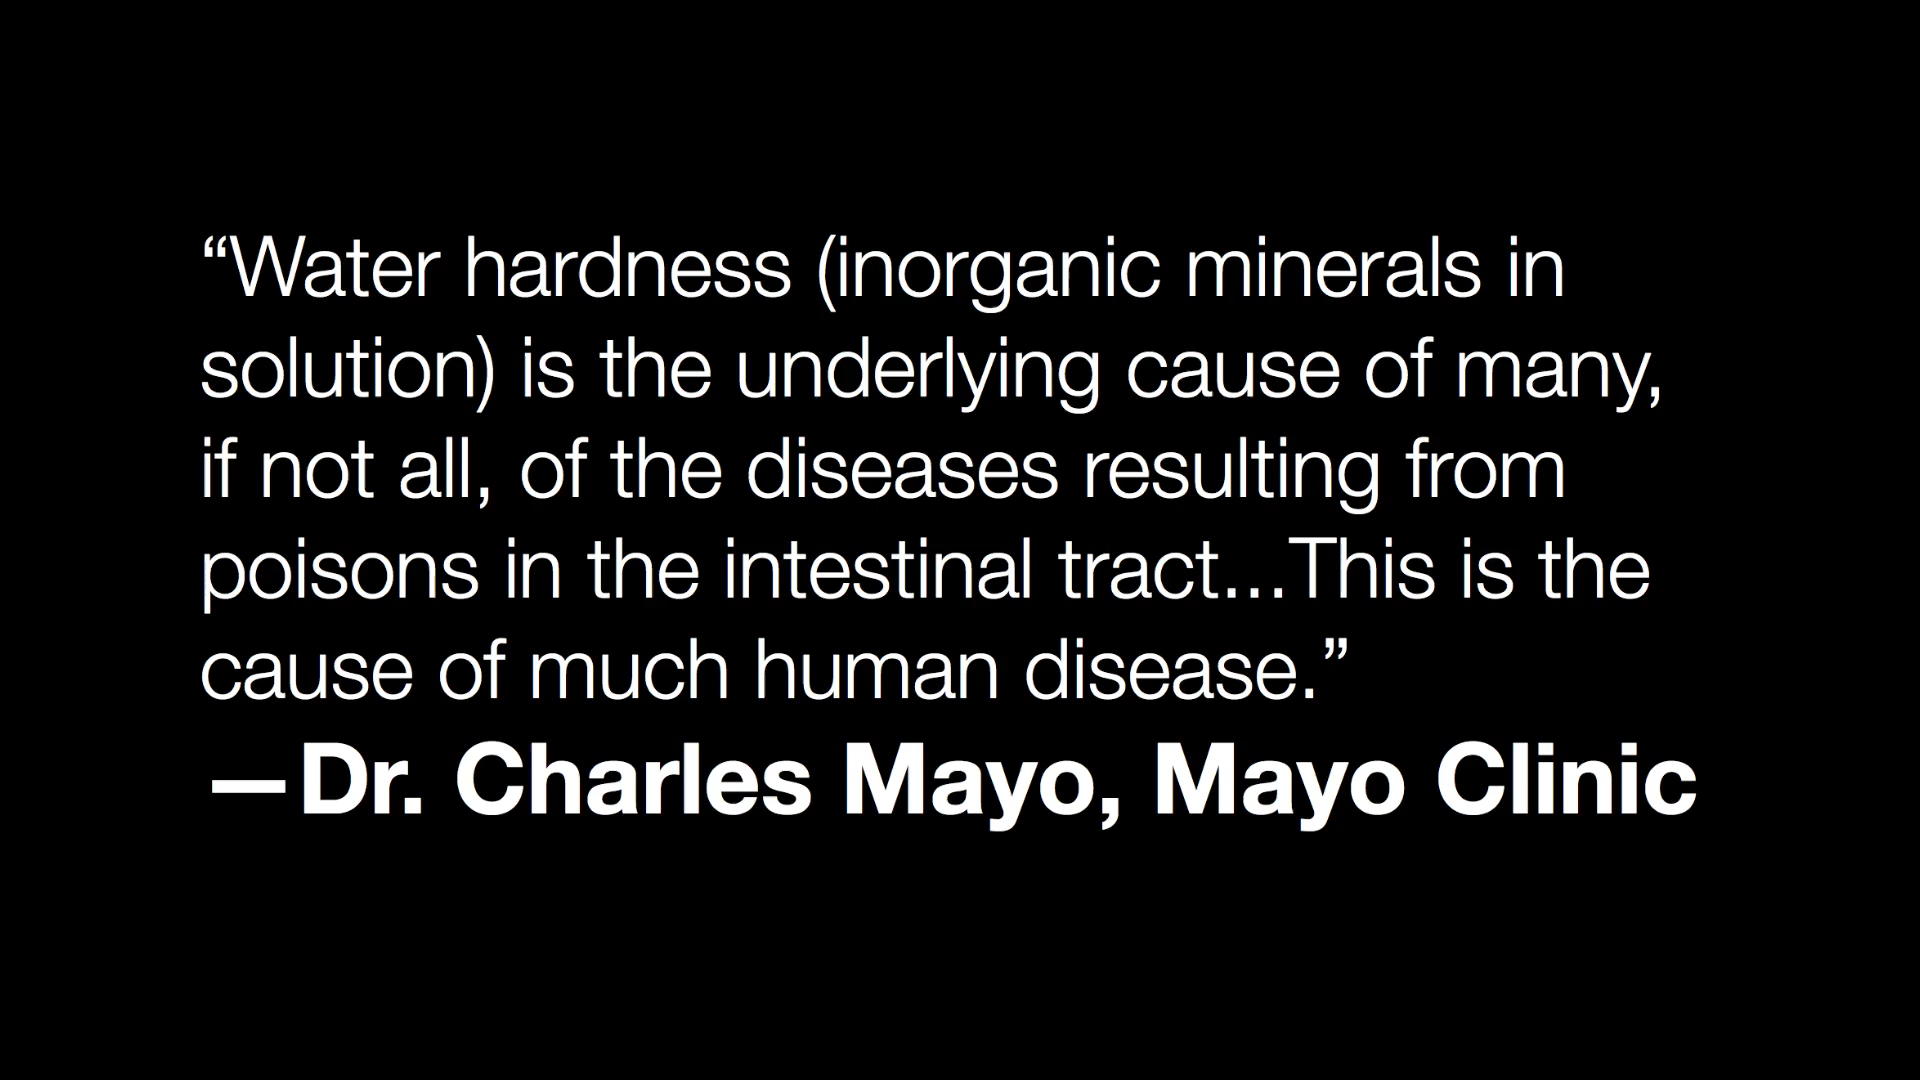 “Water hardness (inorganic minerals in
solution) is the underlying cause of many,
if not all, of the diseases resulting from
poisons in the intestinal tract...This is the
cause of much human disease.”
—Dr. Charles Mayo, Mayo Clinic